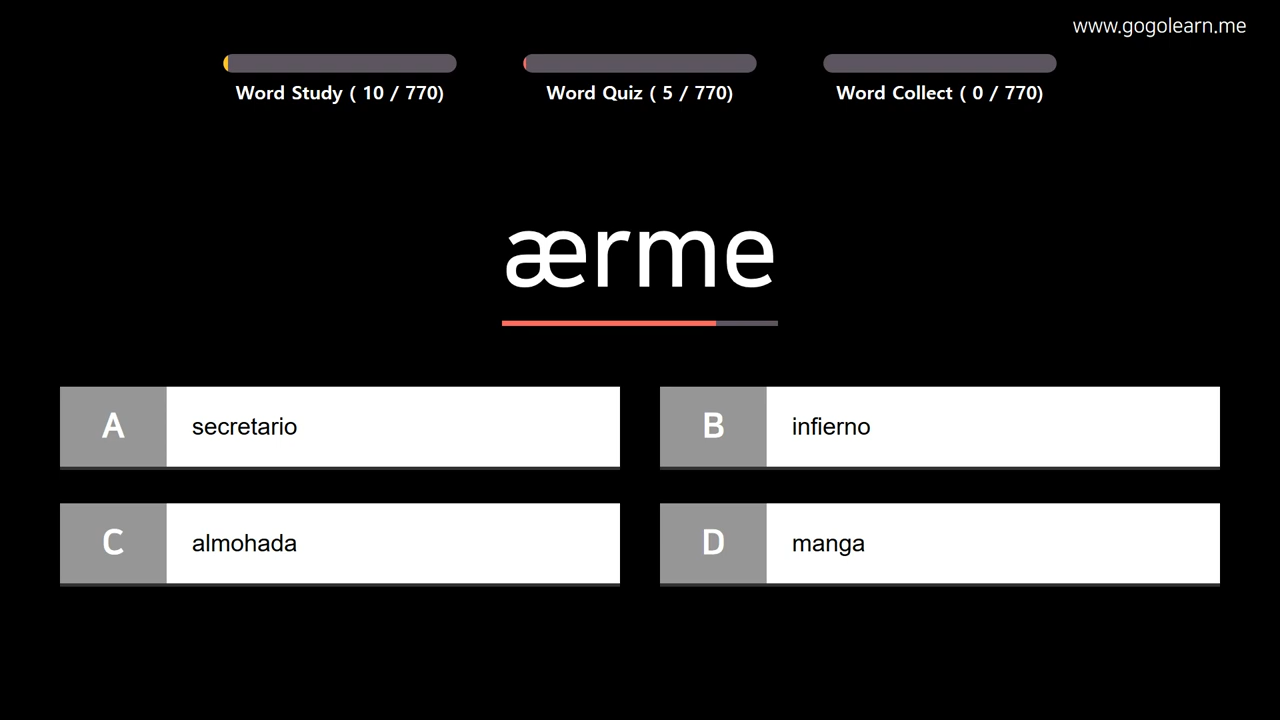 www.gogolearn.me
Word Study ( 10 / 770)
Word Quiz ( 5 / 770)
Word Collect ( 0 / 770)
ærme
A secretario
B infierno
C almohada
D manga